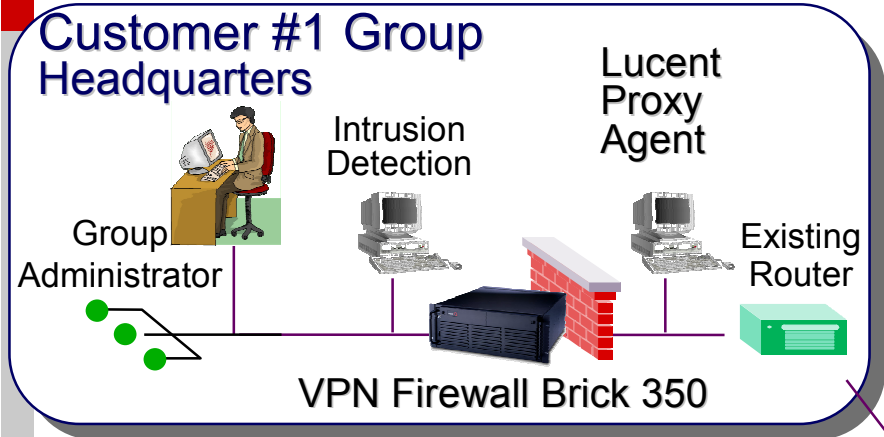 Customer #1 Group
Headquarters
Lucent
Proxy
Agent
Intrusion
Detection
Group
Administrator
Existing
Router
VPN Firewall Brick 350